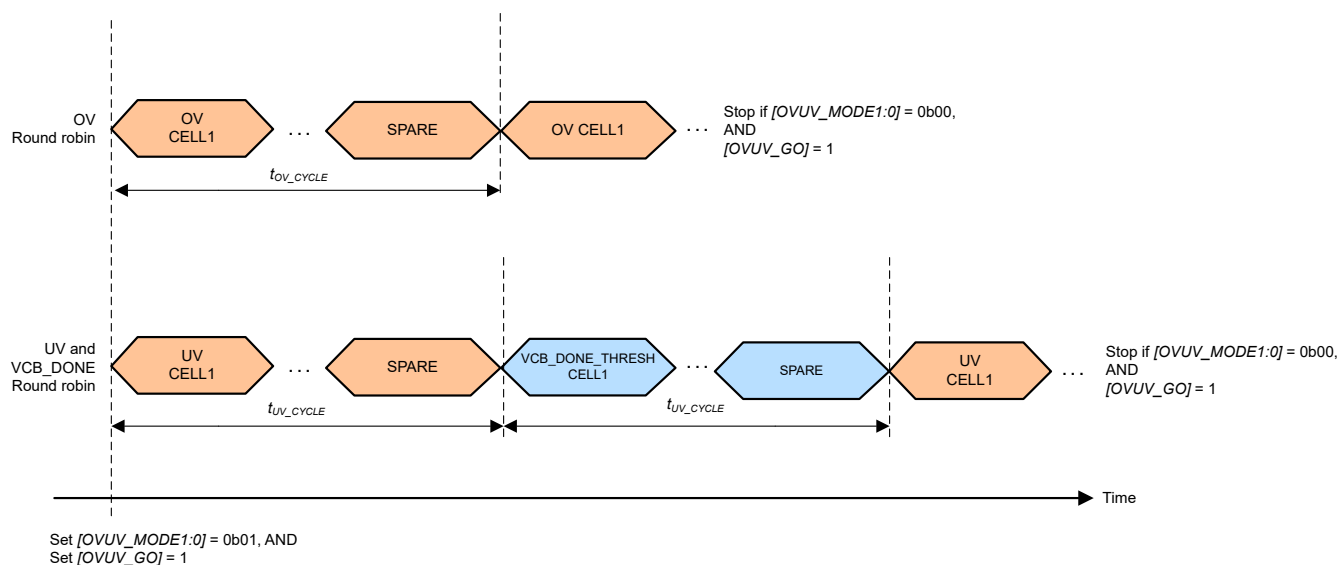 OV
Round robin
OV
CELL1
. . .
SPARE
OV CELL1
. . .
Stop if [OVUV_MODE1:0] = 0b00,
AND
[OVUV_GO] = 1
tOV_CYCLE
UV and
VCB_DONE
Round robin
UV
CELL1
. . .
SPARE
VCB_DONE_THRESH
CELL1
. . .
SPARE
UV
CELL1
. . .
Stop if [OVUV_MODE1:0] = 0b00,
AND
[OVUV_GO] = 1
tUV_CYCLE
tUV_CYCLE
Time
Set [OVUV_MODE1:0] = 0b01, AND
Set [OVUV_GO] = 1